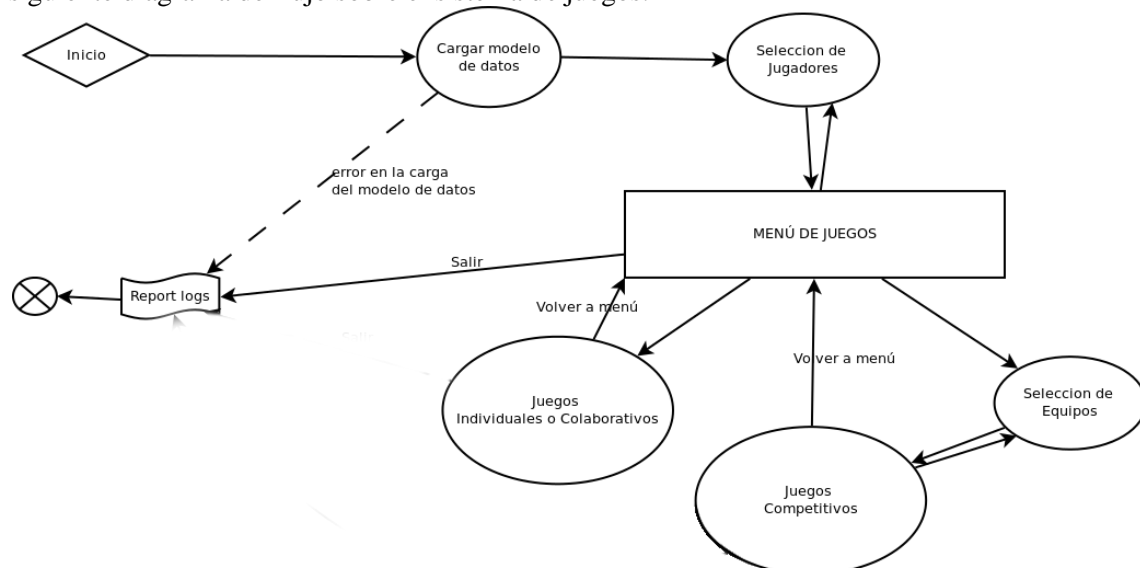 Inicio
Cargar modelo
de datos
Seleccion de
Jugadores
error en la carga
del modelo de datos
MENÚ DE JUEGOS
Salir
Report logs
Volver a menú
Volver a menú
Juegos
Individuales o Colaborativos
Seleccion de
Equipos
Juegos
Competitivos